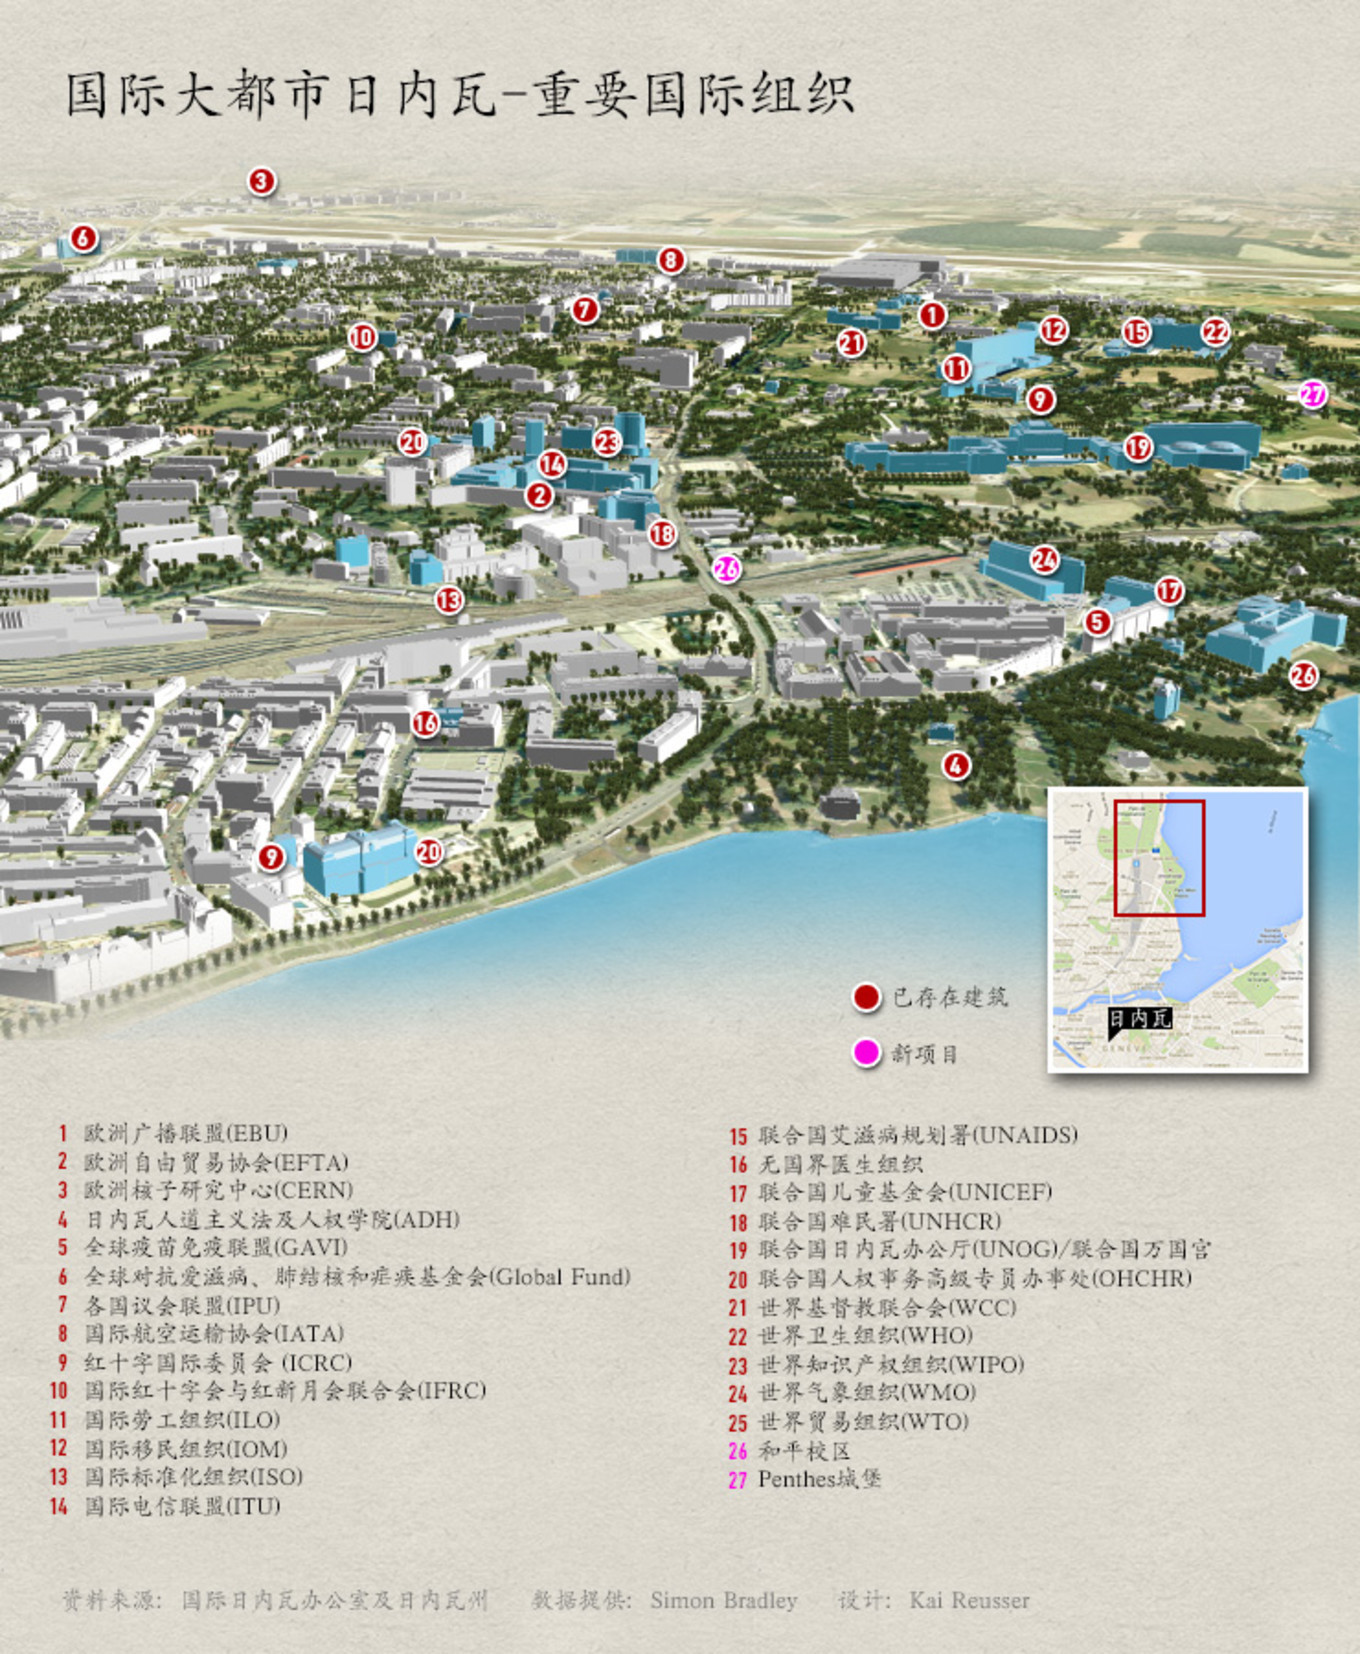 国际大都市日内瓦-重要国际组织
3
6
8
7
1
10
21
12
15
22
11
9
27
20
23
14
19
2
18
26
24
13
17
5
26
16
4
9
20
已存在建筑
新项目
日内瓦
GENÈVE
1 欧洲广播联盟(EBU)
2 欧洲自由贸易协会(EFTA)
3 欧洲核子研究中心(CERN)
4 日内瓦人道主义法及人权学院(ADH)
5 全球疫苗免疫联盟(GAVI)
6 全球对抗爱滋病、肺结核和疟疾基金会(Global Fund)
7 各国议会联盟(IPU)
8 国际航空运输协会(IATA)
9 红十字国际委员会 (ICRC)
10 国际红十字会与红新月会联合会(IFRC)
11 国际劳工组织(ILO)
12 国际移民组织(IOM)
13 国际标准化组织(ISO)
14 国际电信联盟(ITU)
15 联合国艾滋病规划署(UNAIDS)
16 无国界医生组织
17 联合国儿童基金会(UNICEF)
18 联合国难民署(UNHCR)
19 联合国日内瓦办公厅(UNOG)/联合国万国宫
20 联合国人权事务高级专员办事处(OHCHR)
21 世界基督教联合会(WCC)
22 世界卫生组织(WHO)
23 世界知识产权组织(WIPO)
24 世界气象组织(WMO)
25 世界贸易组织(WTO)
26 和平校区
27 Penthes城堡
资料来源: 国际日内瓦办公室及日内瓦州 数据提供: Simon Bradley 设计: Kai Reusser